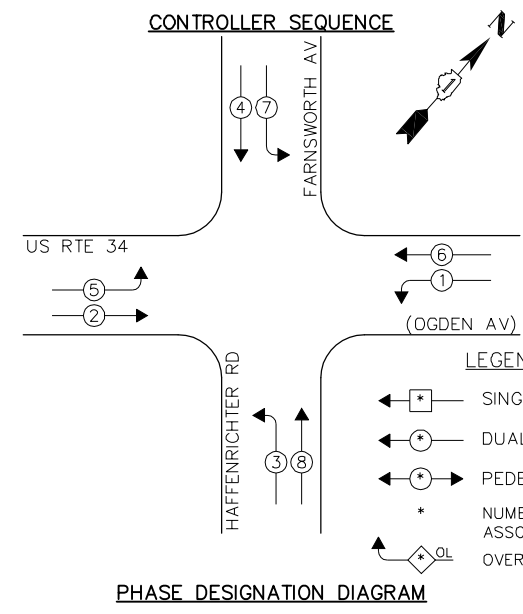 CONTROLLER SEQUENCE
N
4 7
FARNSWORTH AV
US RTE 34
6
5
1
2
(OGDEN AV)
HAFFENRICHTER RD
3 8
LEGEN
* SING
* DUAL
* PEDE
* NUMB
ASSO
* OL OVER
PHASE DESIGNATION DIAGRAM